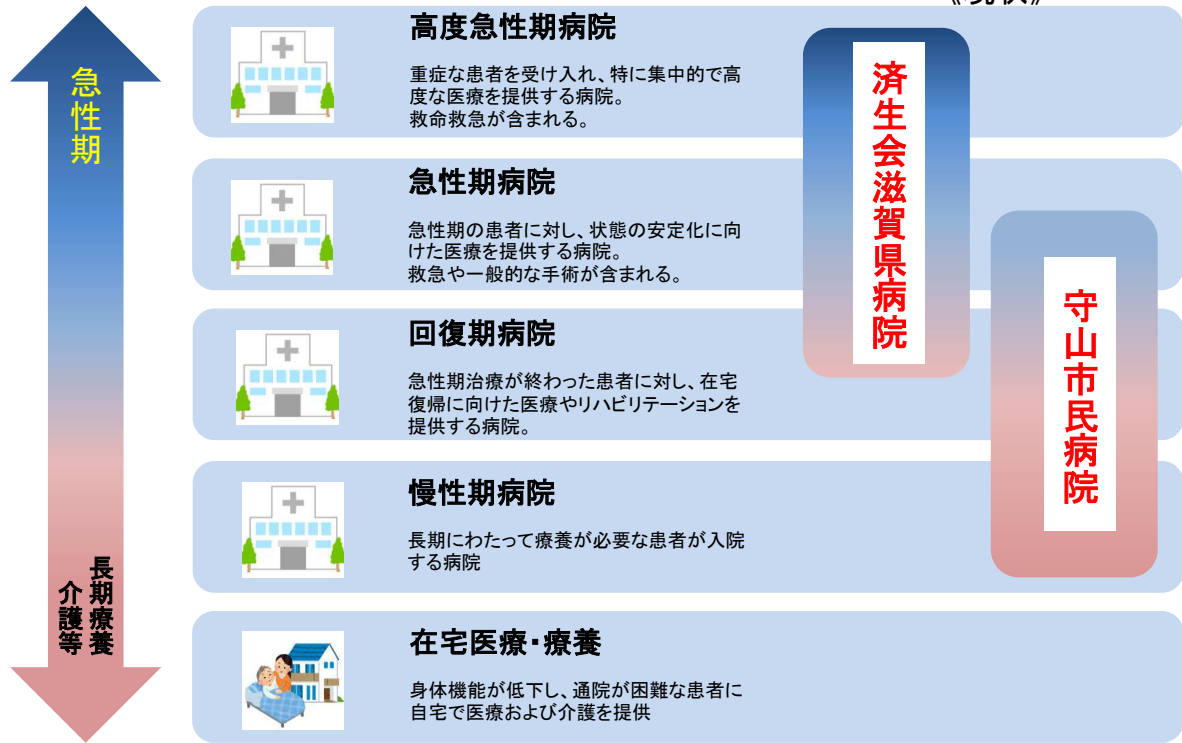 急性期
高度急性期病院
重症な患者を受け入れ、特に集中的で高
度な医療を提供する病院。
救命救急が含まれる。
急性期病院
急性期の患者に対し、状態の安定化に向
けた医療を提供する病院。
救急や一般的な手術が含まれる。
回復期病院
急性期治療が終わった患者に対し、在宅
復帰に向けた医療やリハビリテーションを
提供する病院。
慢性期病院
長期にわたって療養が必要な患者が入院
する病院
在宅医療・療養
身体機能が低下し、通院が困難な患者に
自宅で医療および介護を提供
長期療養
介護等
済生会滋賀県病院
守山市民病院